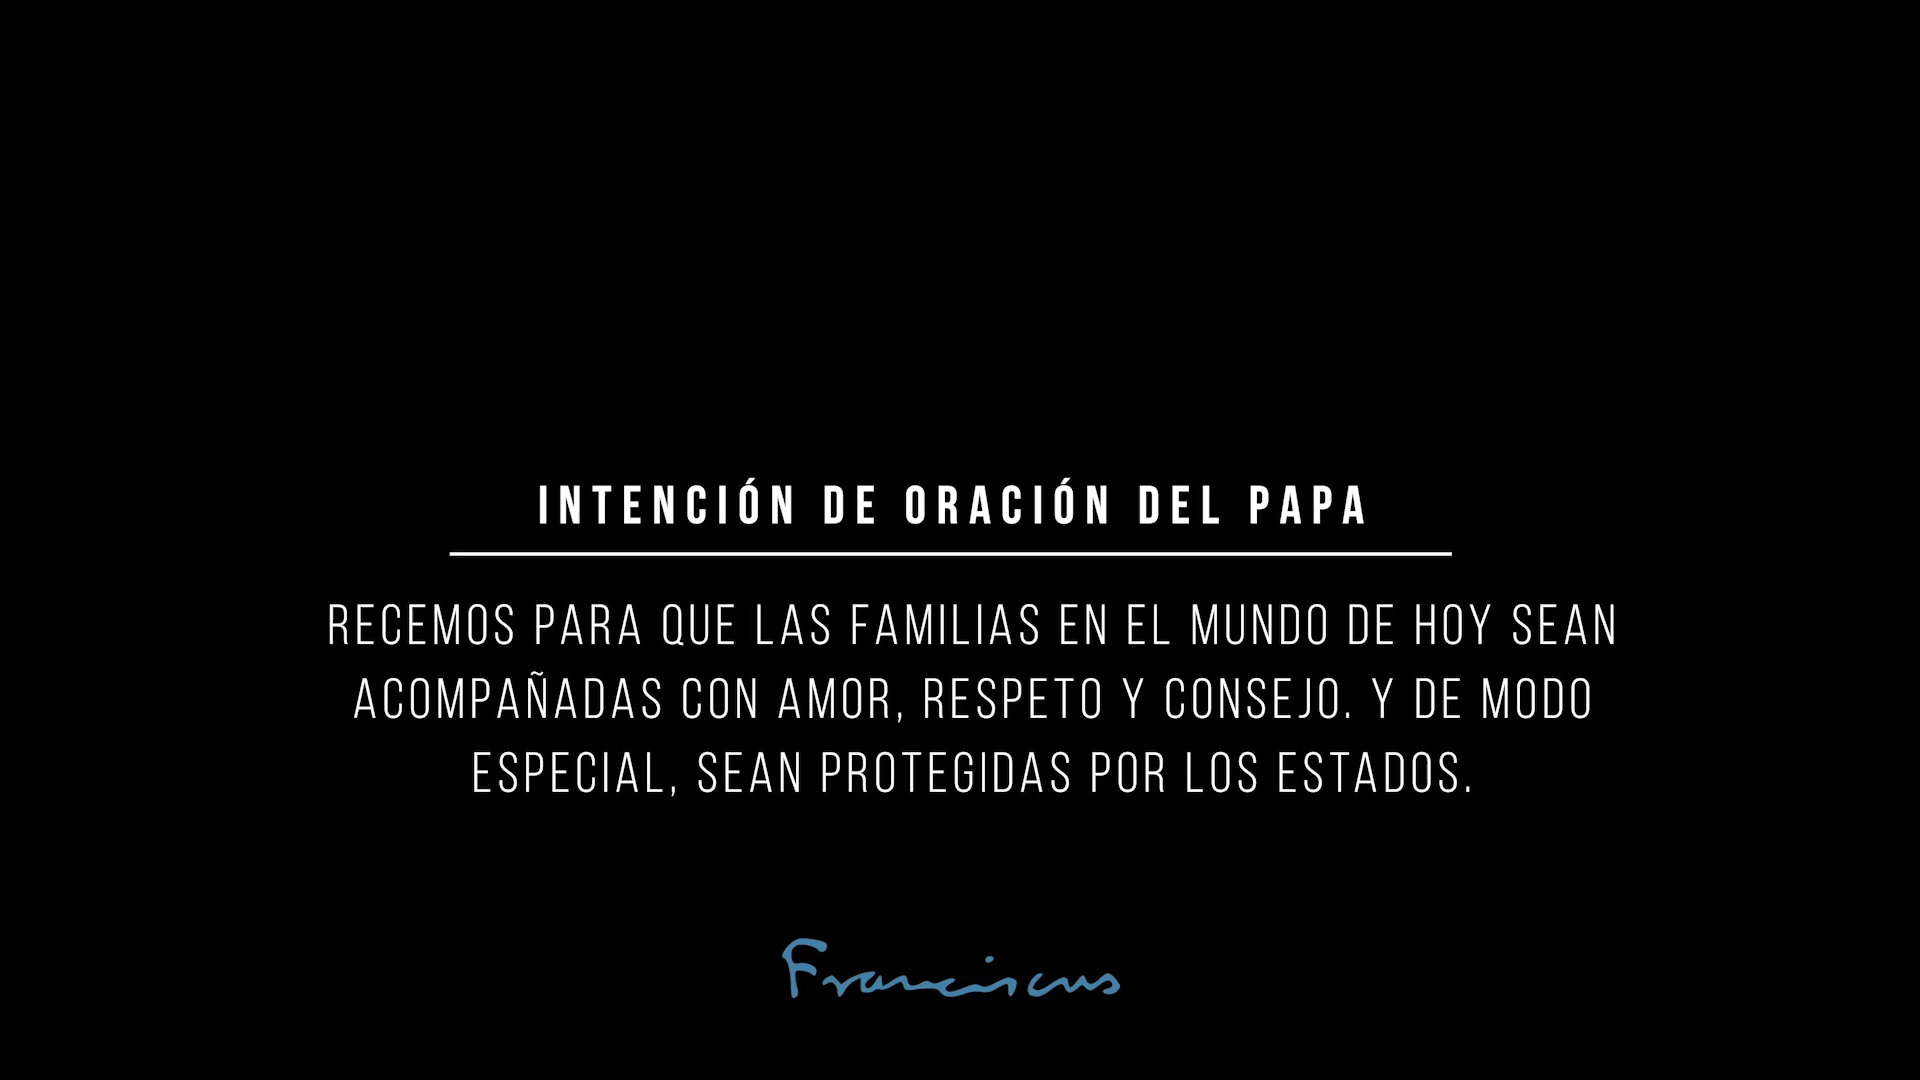 INTENCIÓN DE ORACIÓN DEL PAPA
RECEMOS PARA QUE LAS FAMILIAS EN EL MUNDO DE HOY SEAN
ACOMPAÑADAS CON AMOR, RESPETO Y CONSEJO. Y DE MODO
ESPECIAL, SEAN PROTEGIDAS POR LOS ESTADOS.
Franciscus